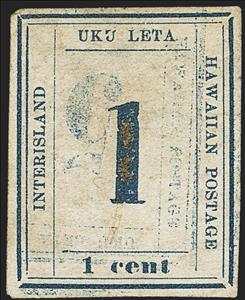 UKU LETA
INTERISLAND
HAWAIIAN POSTAGE
1
1 cent